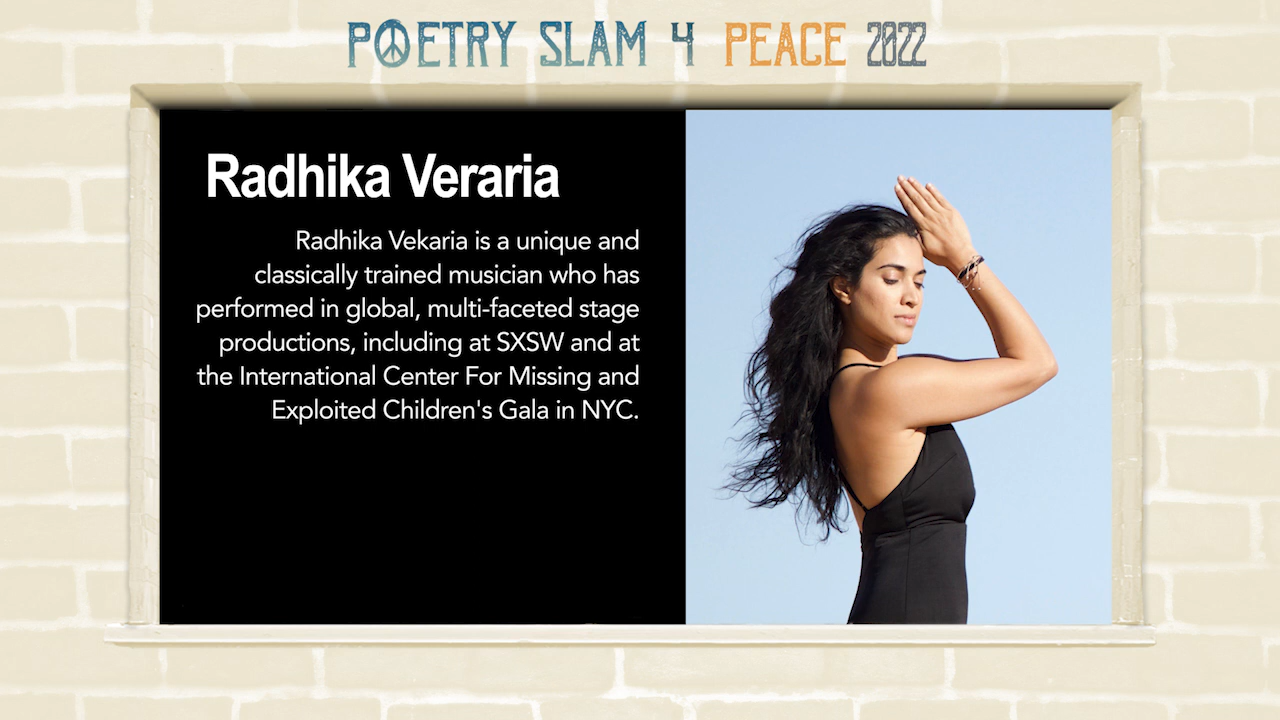 POETRY SLAM 4 PEACE 2022
Radhika Veraria
Radhika Vekaria is a unique and
classically trained musician who has
performed in global, multi-faceted stage
productions, including at SXSW and at
the International Center For Missing and
Exploited Children's Gala in NYC.